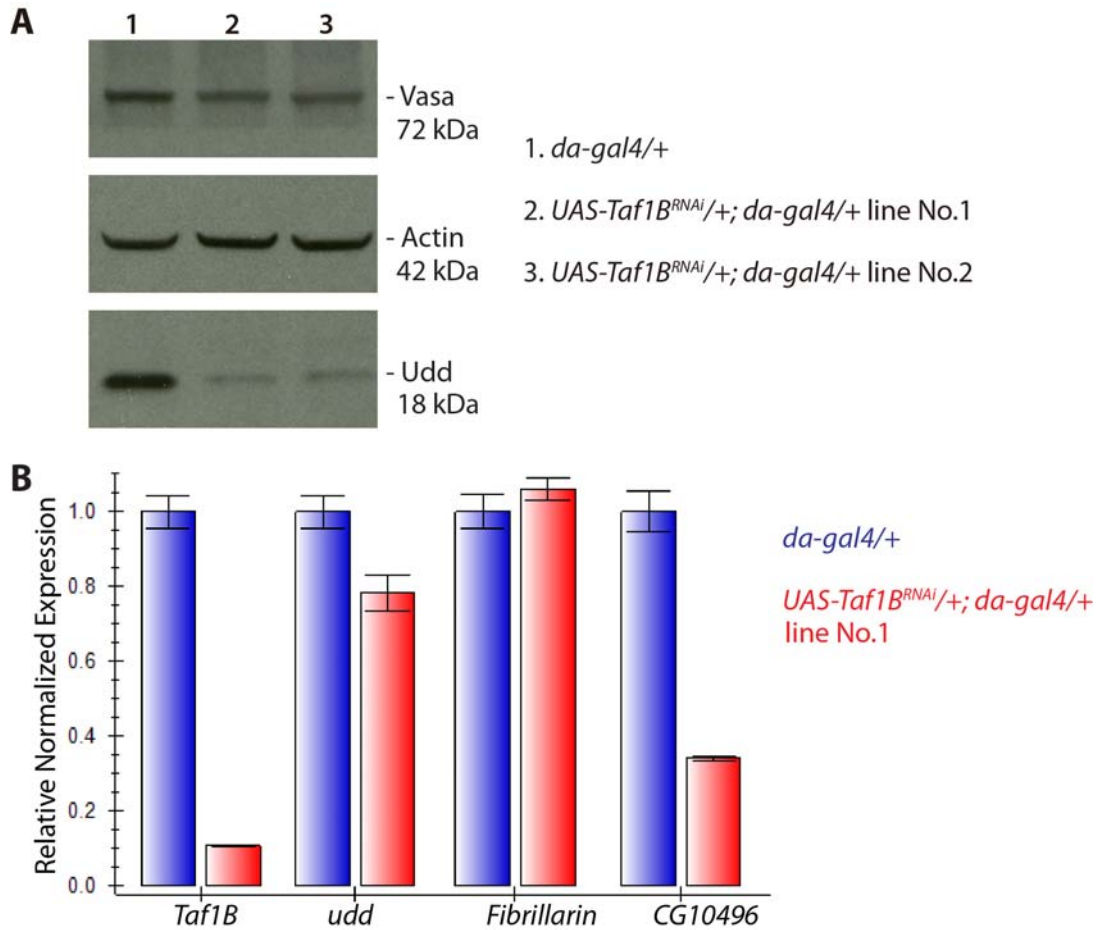 A
1 2 3
- Vasa
72 kDa
- Actin
42 kDa
- Udd
18 kDa
1. da-gal4/+
2. UAS-Taf1B^RNAi/+; da-gal4/+ line No.1
3. UAS-Taf1B^RNAi/+; da-gal4/+ line No.2
B
Relative Normalized Expression
1.0
0.8
0.6
0.4
0.2
0.0
Taf1B udd Fibrillarin CG10496
da-gal4/+
UAS-Taf1B^RNAi/+; da-gal4/+
line No.1